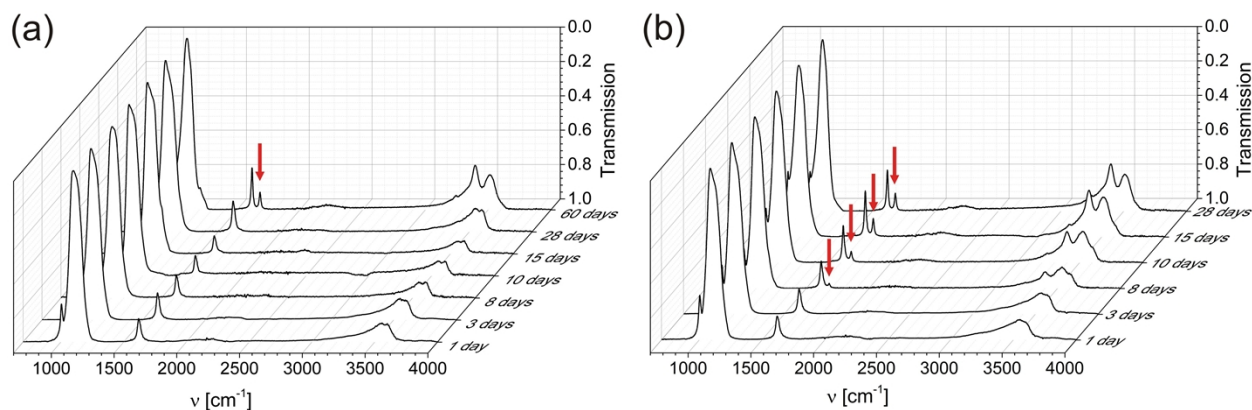 (a)
0.0
0.2
0.4
0.6
0.8
1.0
Transmission
60 days
28 days
15 days
10 days
8 days
3 days
1 day
1000 1500 2000 2500 3000 3500 4000
ν [cm⁻¹]
(b)
0.0
0.2
0.4
0.6
0.8
1.0
Transmission
28 days
15 days
10 days
8 days
3 days
1 day
1000 1500 2000 2500 3000 3500 4000
ν [cm⁻¹]